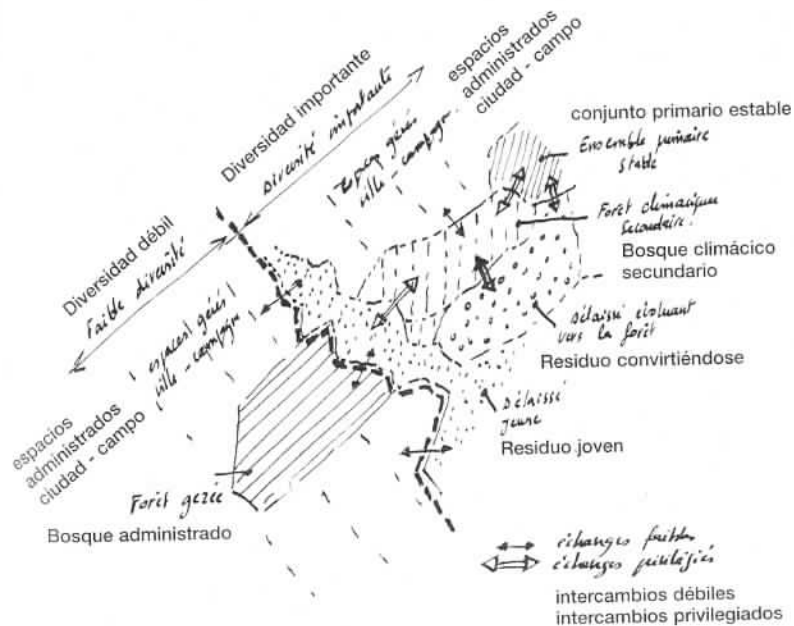 espacios
administrados
ciudad - campo
Diversidad importante
Diversité importante
espaces gérés
ville - campagne
conjunto primario estable
Ensemble primaire
stable
Forêt climacique
secondaire.
Bosque climácico
secundario
Diversidad débil
Faible diversité
espaces gérés
ville - campagne
espacios
administrados
ciudad - campo
Délaissé évoluant
vers la forêt
Residuo convirtiéndose
Délaissé
jeune
Residuo joven
Forêt gérée
Bosque administrado
échanges faibles
échanges privilégiés
intercambios débiles
intercambios privilegiados